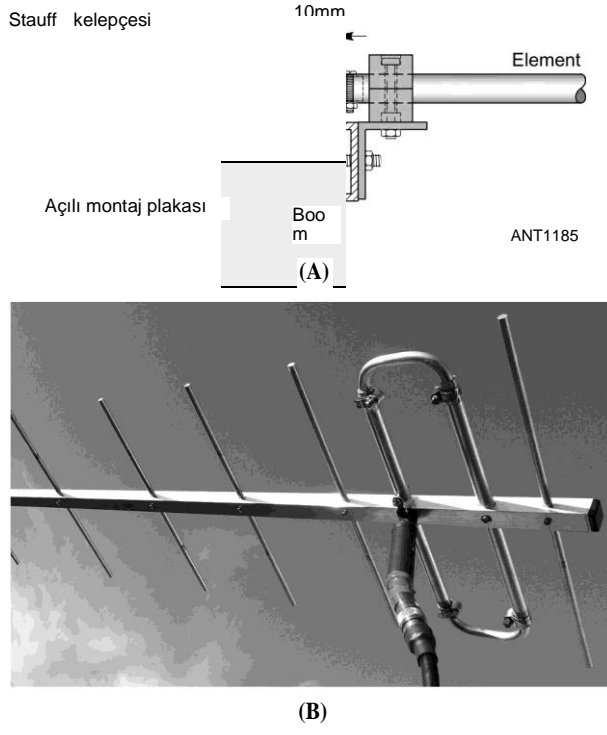 Stauff kelepçesi
10mm
Element
Açılı montaj plakası
Boo
m
ANT1185
(A)
(B)